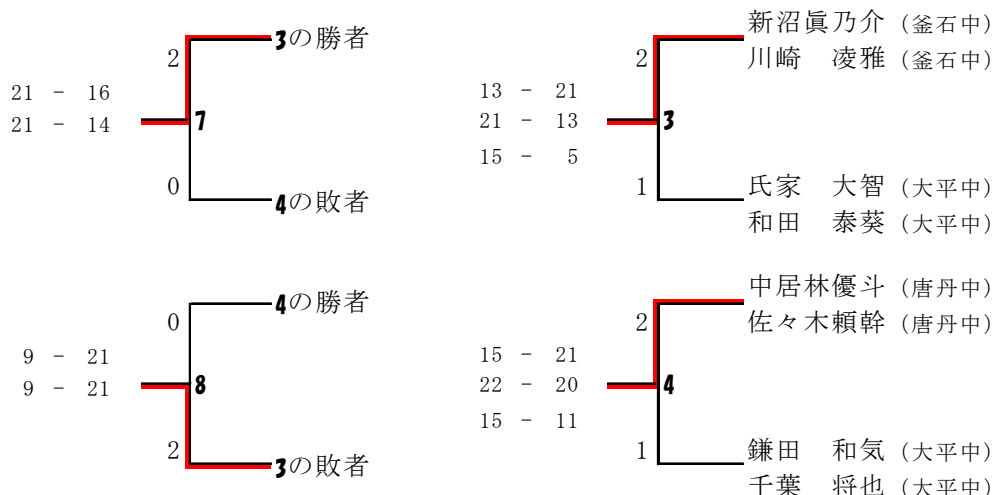 3の勝者
2
21 - 16
21 - 14
7
0
4の敗者
新沼眞乃介 (釜石中)
川崎 凌雅 (釜石中)
2
13 - 21
21 - 13
15 - 5
3
1
氏家 大智 (大平中)
和田 泰葵 (大平中)
4の勝者
0
9 - 21
9 - 21
8
2
3の敗者
中居林優斗 (唐丹中)
佐々木頼幹 (唐丹中)
2
15 - 21
22 - 20
15 - 11
4
1
鎌田 和気 (大平中)
千葉 将也 (大平中)